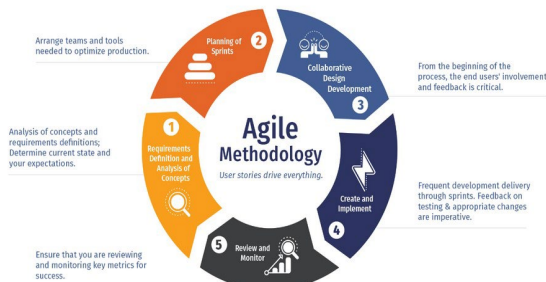 Agile
Methodology
User stories drive everything.
1
Requirements
Definition and
Analysis of
Concepts
Analysis of concepts and
requirements definitions;
Determine current state and
your expectations.
2
Planning of
Sprints
Arrange teams and tools
needed to optimize production.
Collaborative
Design
Development
3
From the beginning of the
process, the end users' involvement
and feedback is critical.
Create and
Implement
4
Frequent development delivery
through sprints. Feedback on
testing & appropriate changes
are imperative.
5
Review and
Monitor
Ensure that you are reviewing
and monitoring key metrics for
success.